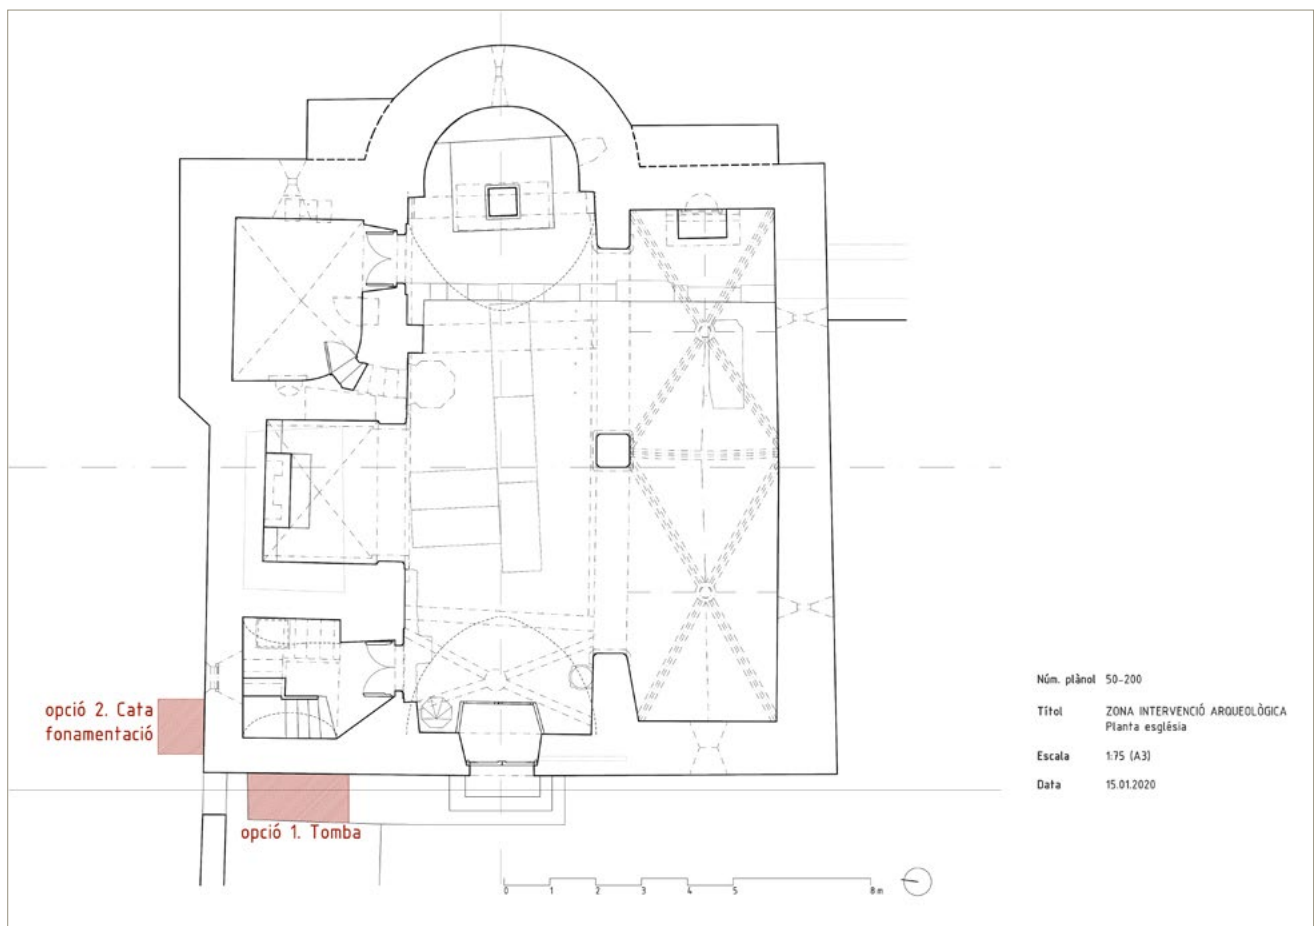 opció 2. Cata
fonamentació
opció 1. Tomba
0 1 2 3 4 5 8m
Núm. plànol 50-200
Títol ZONA INTERVENCIÓ ARQUEOLÒGICA
Planta església
Escala 1:75 (A3)
Data 15.01.2020